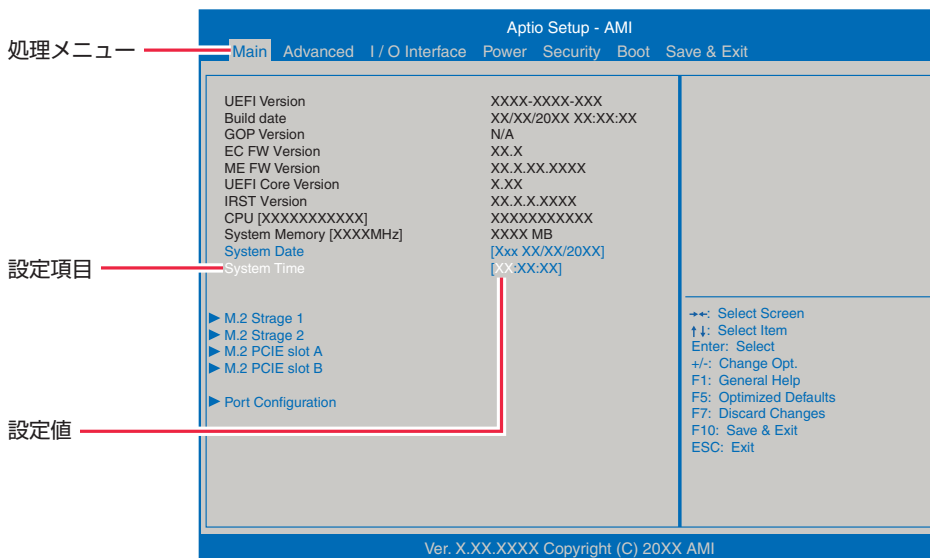 Aptio Setup - AMI
処理メニュー
Main Advanced I / O Interface Power Security Boot Save & Exit
UEFI Version XXXX-XXXX-XXX
Build date XX/XX/20XX XX:XX:XX
GOP Version N/A
EC FW Version XX.X
ME FW Version XX.X.XX.XXXX
UEFI Core Version X.XX
IRST Version XX.X.X.XXXX
CPU [XXXXXXXXXXX] XXXXXXXXXXX
System Memory [XXXXMHz] XXXX MB
System Date [Xxx XX/XX/20XX]
設定項目
System Time [XX:XX:XX]
▶ M.2 Strage 1
▶ M.2 Strage 2
▶ M.2 PCIE slot A
▶ M.2 PCIE slot B
▶ Port Configuration
設定値
→←: Select Screen
↑↓: Select Item
Enter: Select
+/-: Change Opt.
F1: General Help
F5: Optimized Defaults
F7: Discard Changes
F10: Save & Exit
ESC: Exit
Ver. X.XX.XXXX Copyright (C) 20XX AMI